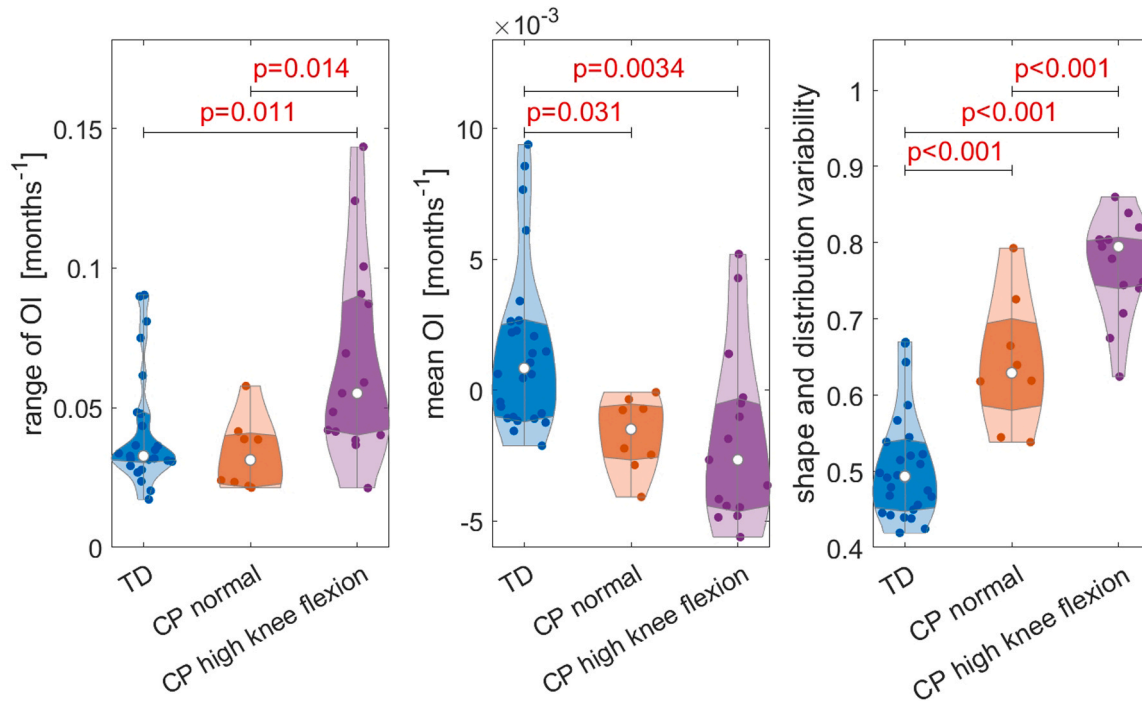 range of OI [months⁻¹]
0.15
0.1
0.05
0
p=0.014
p=0.011
TD
CP normal
CP high knee flexion
×10⁻³
mean OI [months⁻¹]
10
5
0
-5
p=0.0034
p=0.031
TD
CP normal
CP high knee flexion
shape and distribution variability
1
0.9
0.8
0.7
0.6
0.5
0.4
p<0.001
p<0.001
p<0.001
TD
CP normal
CP high knee flexion